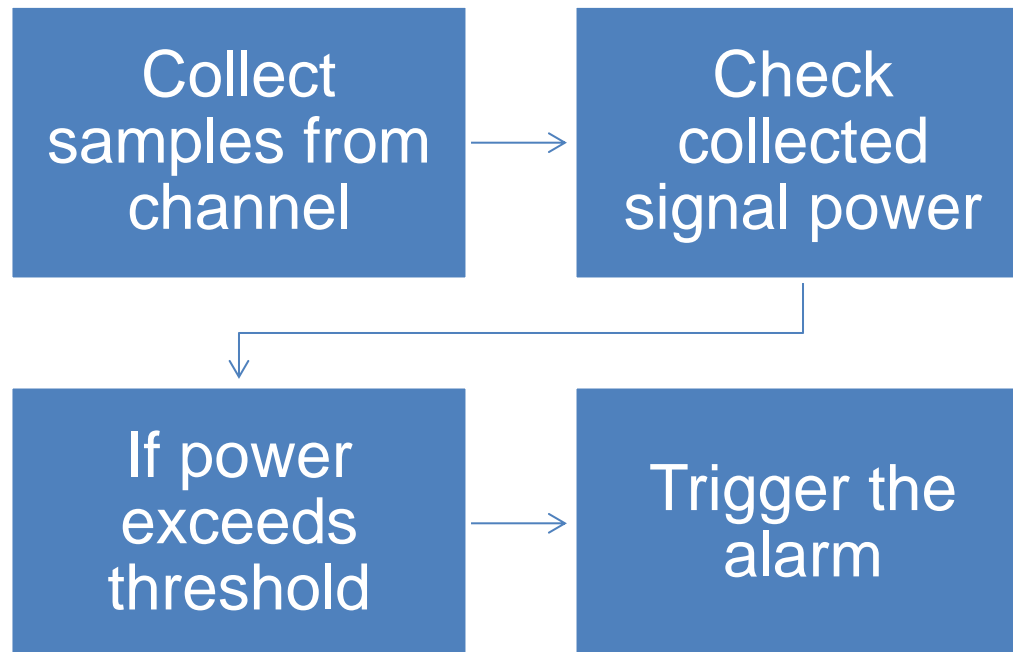 Collect
samples from
channel
Check
collected
signal power
If power
exceeds
threshold
Trigger the
alarm